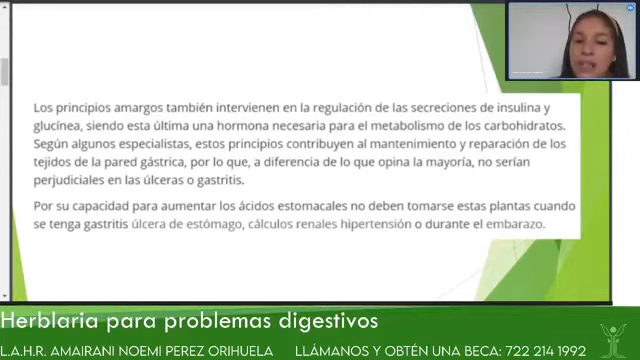 Los principios amargos también intervienen en la regulación de las secreciones de insulina y
glucínea, siendo esta última una hormona necesaria para el metabolismo de los carbohidratos.
Según algunos especialistas, estos principios contribuyen al mantenimiento y reparación de los
tejidos de la pared gástrica, por lo que, a diferencia de lo que opina la mayoría, no serían
perjudiciales en las úlceras o gastritis.
Por su capacidad para aumentar los ácidos estomacales no deben tomarse estas plantas cuando
se tenga gastritis úlcera de estómago, cálculos renales hipertensión o durante el embarazo.
Herblaria para problemas digestivos
L.A.H.R. AMAIRANI NOEMI PEREZ ORIHUELA LLÁMANOS Y OBTÉN UNA BECA: 722 214 1992